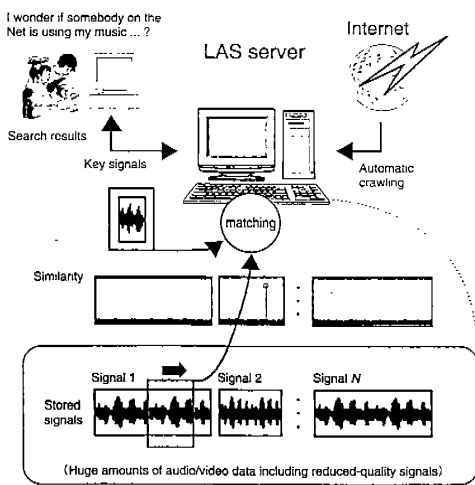 I wonder if somebody on the
Net is using my music ... ?
LAS server
Internet
Search results
Key signals
Automatic
crawling
matching
Similarity
Signal 1
Signal 2
Signal N
Stored
signals
(Huge amounts of audio/video data including reduced-quality signals)